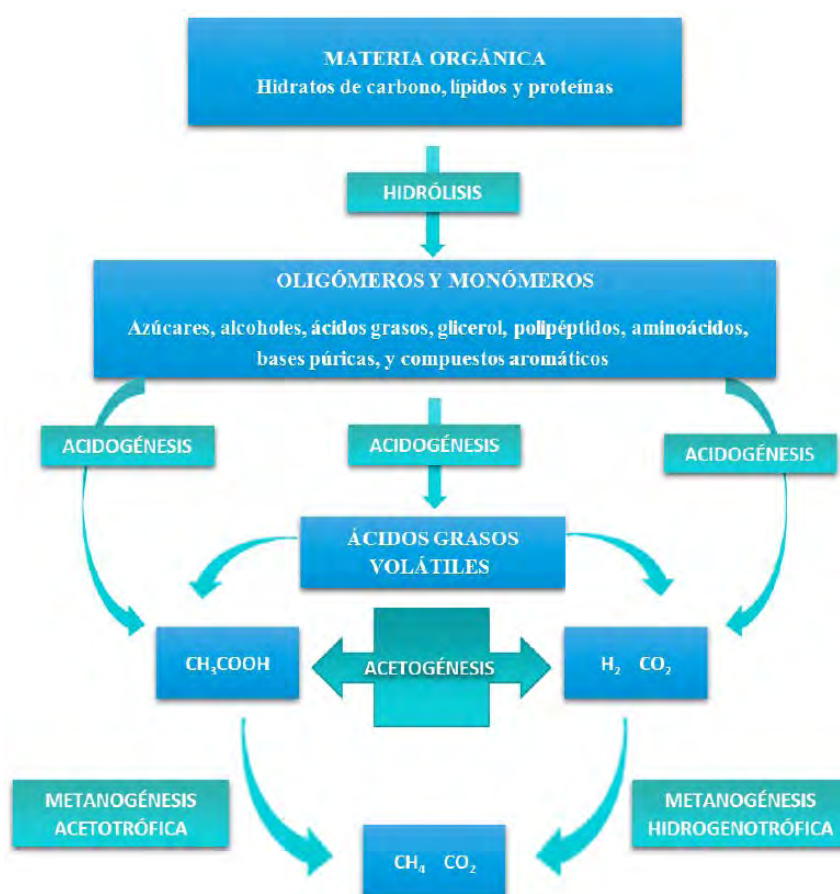 MATERIA ORGÁNICA
Hidratos de carbono, lípidos y proteínas
HIDRÓLISIS
OLIGÓMEROS Y MONÓMEROS
Azúcares, alcoholes, ácidos grasos, glicerol, polipéptidos, aminoácidos,
bases púricas, y compuestos aromáticos
ACIDOGÉNESIS
ACIDOGÉNESIS
ACIDOGÉNESIS
ÁCIDOS GRASOS
VOLÁTILES
CH₃COOH
ACETOGÉNESIS
H₂ CO₂
METANOGÉNESIS
ACETOTRÓFICA
METANOGÉNESIS
HIDROGENOTRÓFICA
CH₄ CO₂